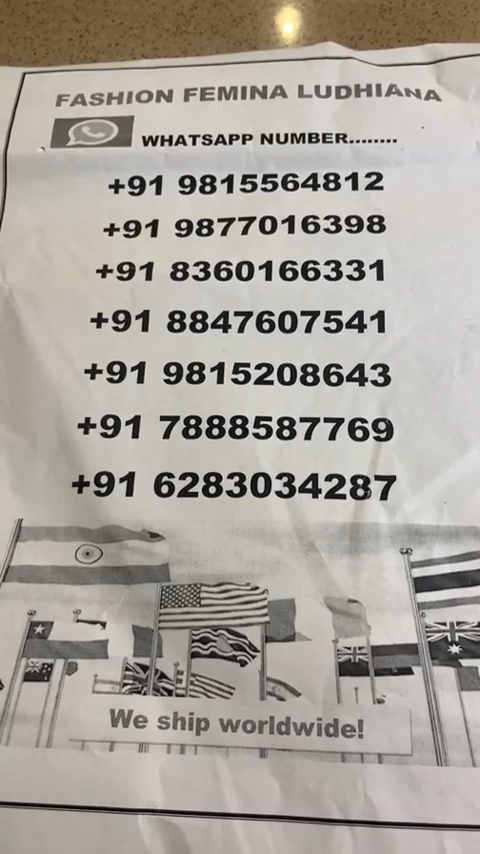 FASHION FEMINA LUDHIANA
WHATSAPP NUMBER........
+91 9815564812
+91 9877016398
+91 8360166331
+91 8847607541
+91 9815208643
+91 7888587769
+91 6283034287
We ship worldwide!